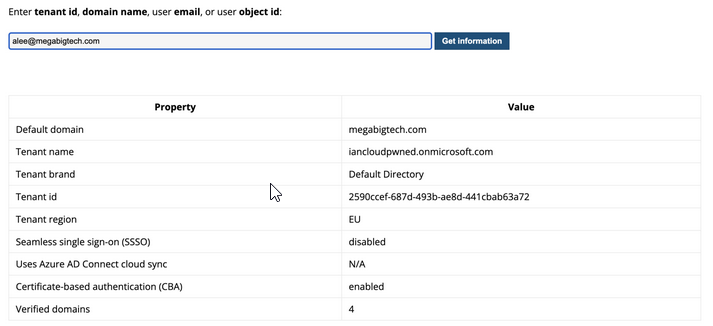 Enter tenant id, domain name, user email, or user object id:
alee@megabigtech.com Get information
Property Value
Default domain megabigtech.com
Tenant name iancloudpwned.onmicrosoft.com
Tenant brand Default Directory
Tenant id 2590ccef-687d-493b-ae8d-441cbab63a72
Tenant region EU
Seamless single sign-on (SSSO) disabled
Uses Azure AD Connect cloud sync N/A
Certificate-based authentication (CBA) enabled
Verified domains 4